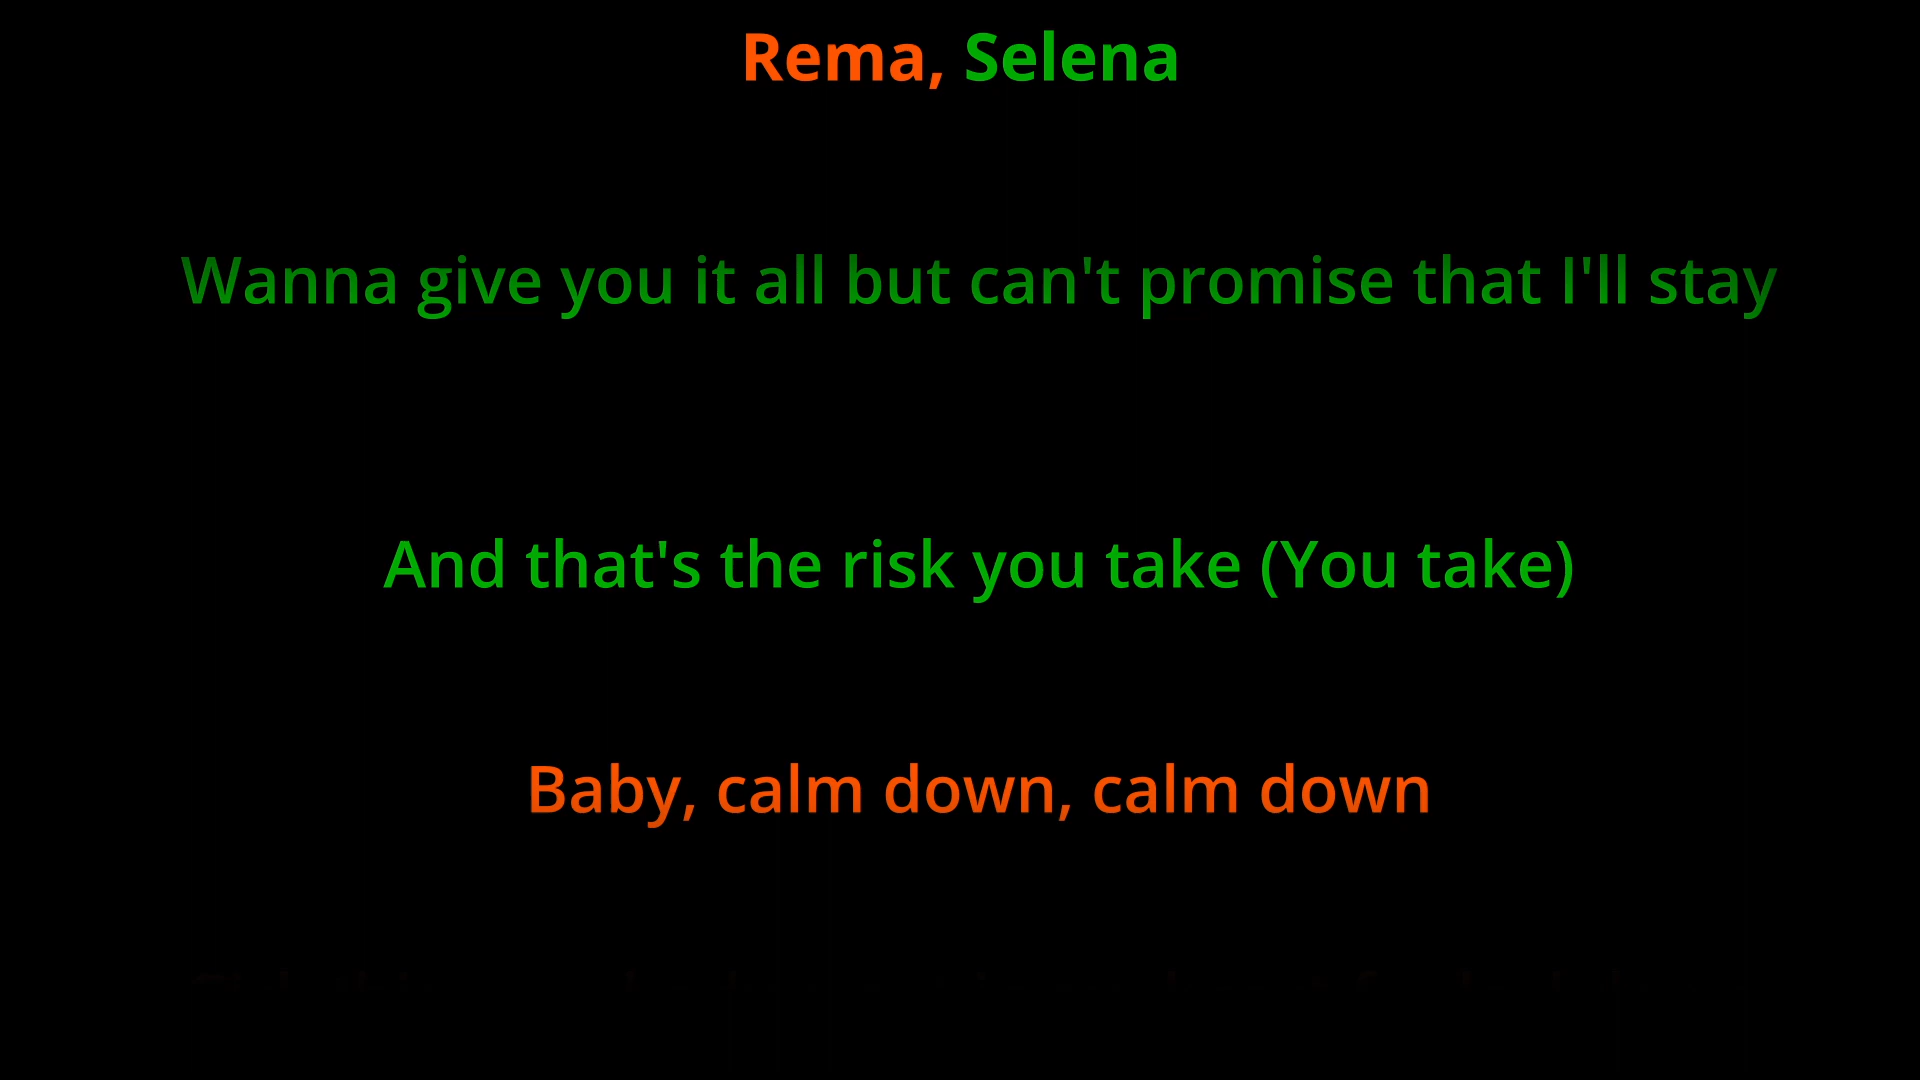 Rema, Selena
Wanna give you it all but can't promise that I'll stay
And that's the risk you take (You take)
Baby, calm down, calm down